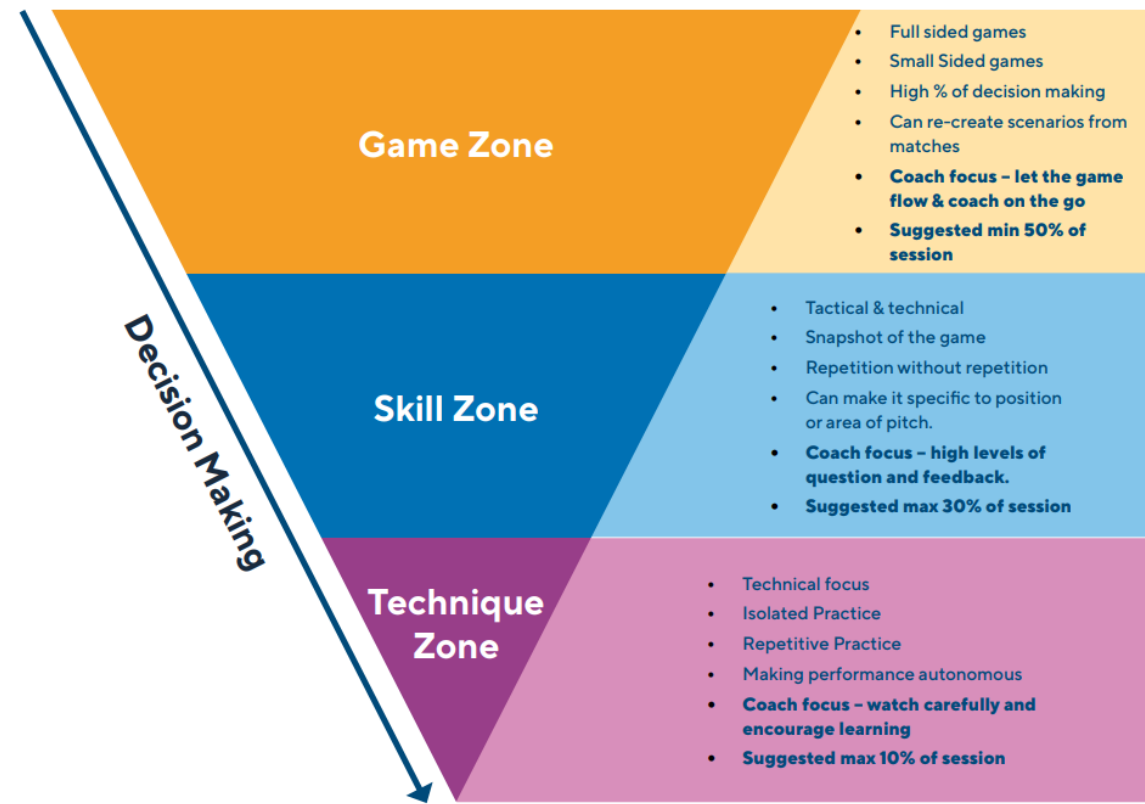 Decision Making
Game Zone
• Full sided games
• Small Sided games
• High % of decision making
• Can re-create scenarios from
matches
• Coach focus – let the game
flow & coach on the go
• Suggested min 50% of
session
Skill Zone
• Tactical & technical
• Snapshot of the game
• Repetition without repetition
• Can make it specific to position
or area of pitch.
• Coach focus – high levels of
question and feedback.
• Suggested max 30% of session
Technique
Zone
• Technical focus
• Isolated Practice
• Repetitive Practice
• Making performance autonomous
• Coach focus – watch carefully and
encourage learning
• Suggested max 10% of session